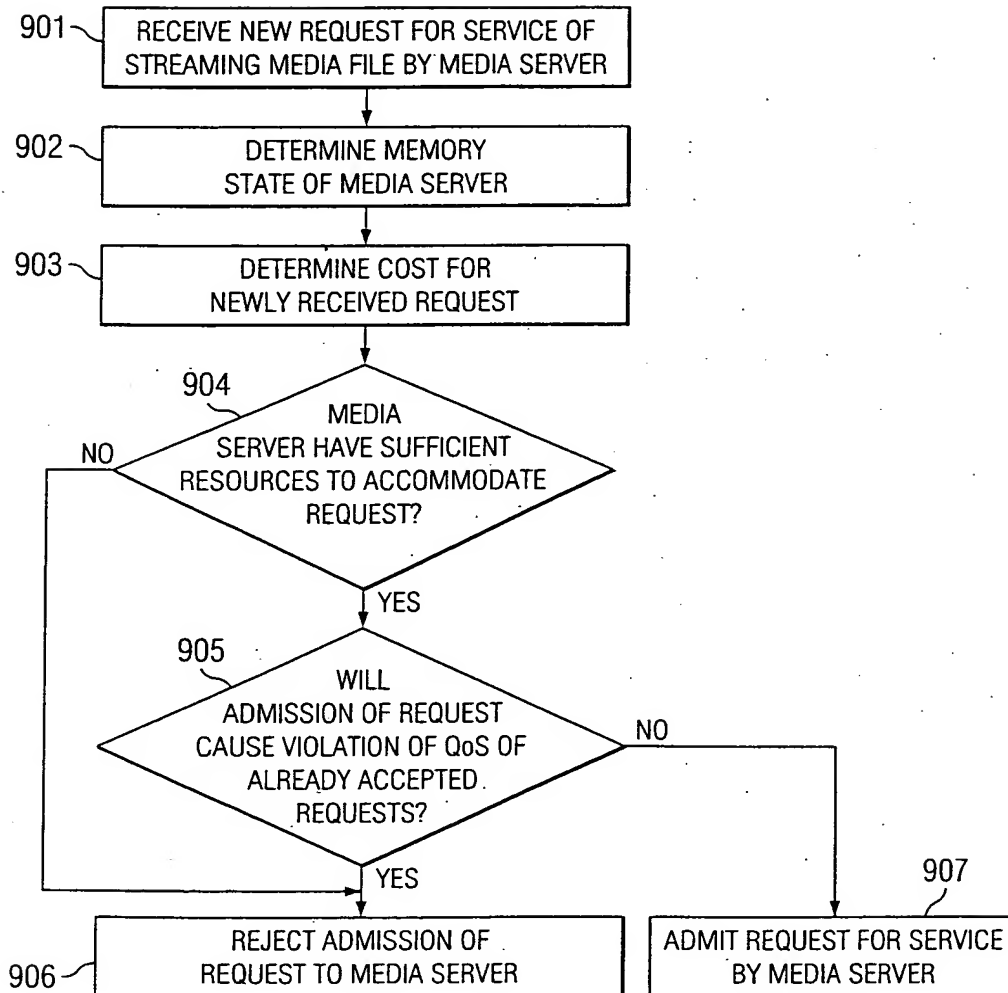 901
RECEIVE NEW REQUEST FOR SERVICE OF
STREAMING MEDIA FILE BY MEDIA SERVER
902
DETERMINE MEMORY
STATE OF MEDIA SERVER
903
DETERMINE COST FOR
NEWLY RECEIVED REQUEST
904
MEDIA
SERVER HAVE SUFFICIENT
RESOURCES TO ACCOMMODATE
REQUEST?
NO
YES
905
WILL
ADMISSION OF REQUEST
CAUSE VIOLATION OF QoS OF
ALREADY ACCEPTED
REQUESTS?
NO
YES
906
REJECT ADMISSION OF
REQUEST TO MEDIA SERVER
907
ADMIT REQUEST FOR SERVICE
BY MEDIA SERVER